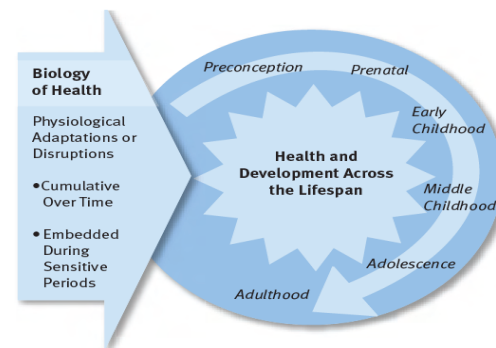 Biology
of Health
Physiological
Adaptations or
Disruptions
•Cumulative
Over Time
• Embedded
During
Sensitive
Periods
Preconception
Prenatal
Early
Childhood
Middle
Childhood
Adolescence
Adulthood
Health and
Development Across
the Lifespan